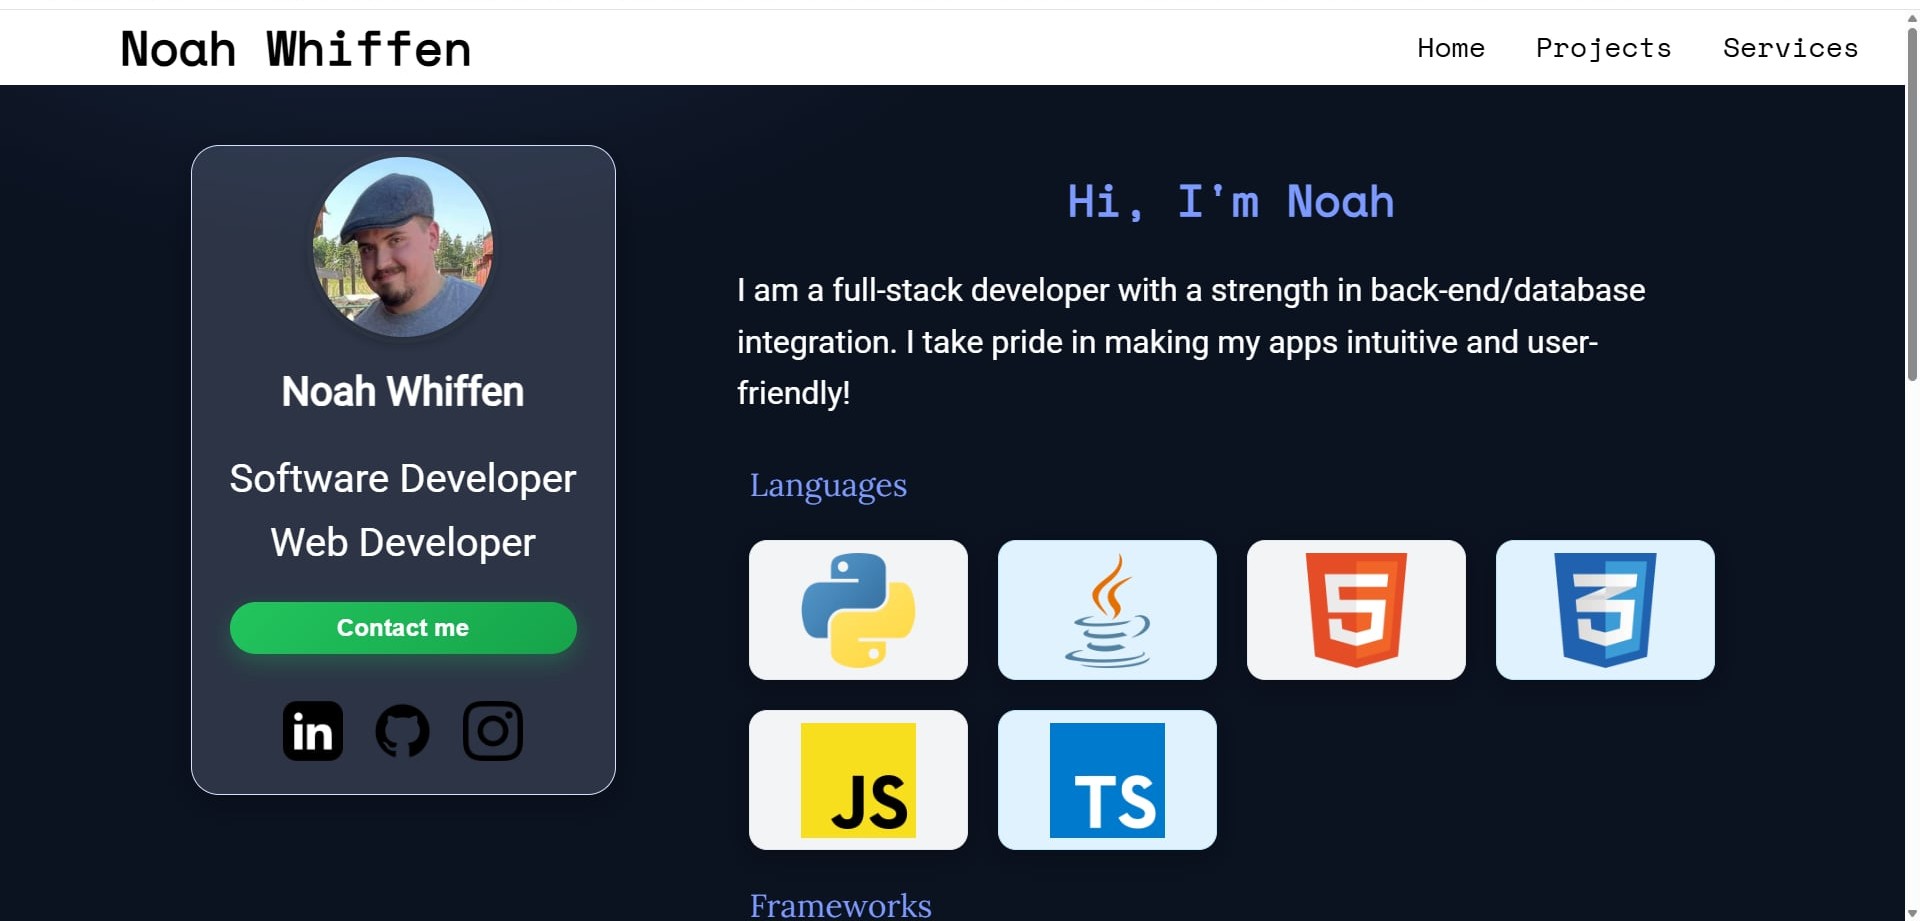 Noah Whiffen
Home Projects Services
Noah Whiffen
Software Developer
Web Developer
Contact me
in
Hi, I'm Noah
I am a full-stack developer with a strength in back-end/database
integration. I take pride in making my apps intuitive and user-
friendly!
Languages
5
3
JS
TS
Frameworks